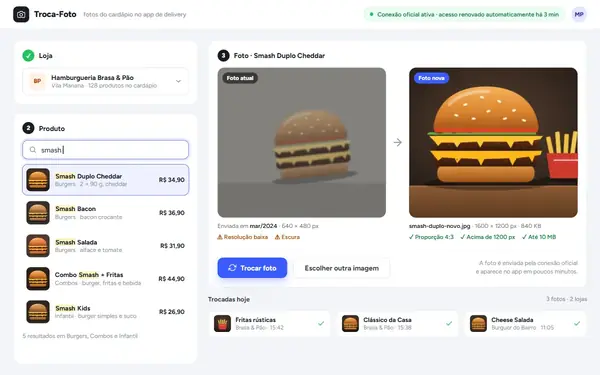 Troca-Foto
fotos do cardápio no app de delivery
Conexão oficial ativa · acesso renovado automaticamente há 3 min
MP
Loja
BP
Hamburgueria Brasa & Pão
Vila Mariana · 128 produtos no cardápio
2 Produto
smash
Smash Duplo Cheddar
Burgers · 2 × 90 g, cheddar
R$ 34,90
Smash Bacon
Burgers · bacon crocante
R$ 36,90
Smash Salada
Burgers · alface e tomate
R$ 31,90
Combo Smash + Fritas
Combos · burger, fritas e bebida
R$ 44,90
Smash Kids
Infantis · burger simples e suco
R$ 26,90
5 resultados em Burgers, Combos e Infantil
3 Foto · Smash Duplo Cheddar
Foto atual
Foto nova
Enviada em mar/2024 · 640 × 480 px
Resolução baixa
Escura
smash-duplo-novo.jpg · 1600 × 1200 px · 840 KB
Proporção 4:3
Acima de 1200 px
Até 10 MB
Trocar foto
Escolher outra imagem
A foto é enviada pela conexão oficial
e aparece no app em poucos minutos.
Trocadas hoje
3 fotos · 2 lojas
Fritas rústicas
Brasa & Pão · 15:42
Clássico da Casa
Brasa & Pão · 15:38
Cheese Salada
Burguer do Bairro · 11:05